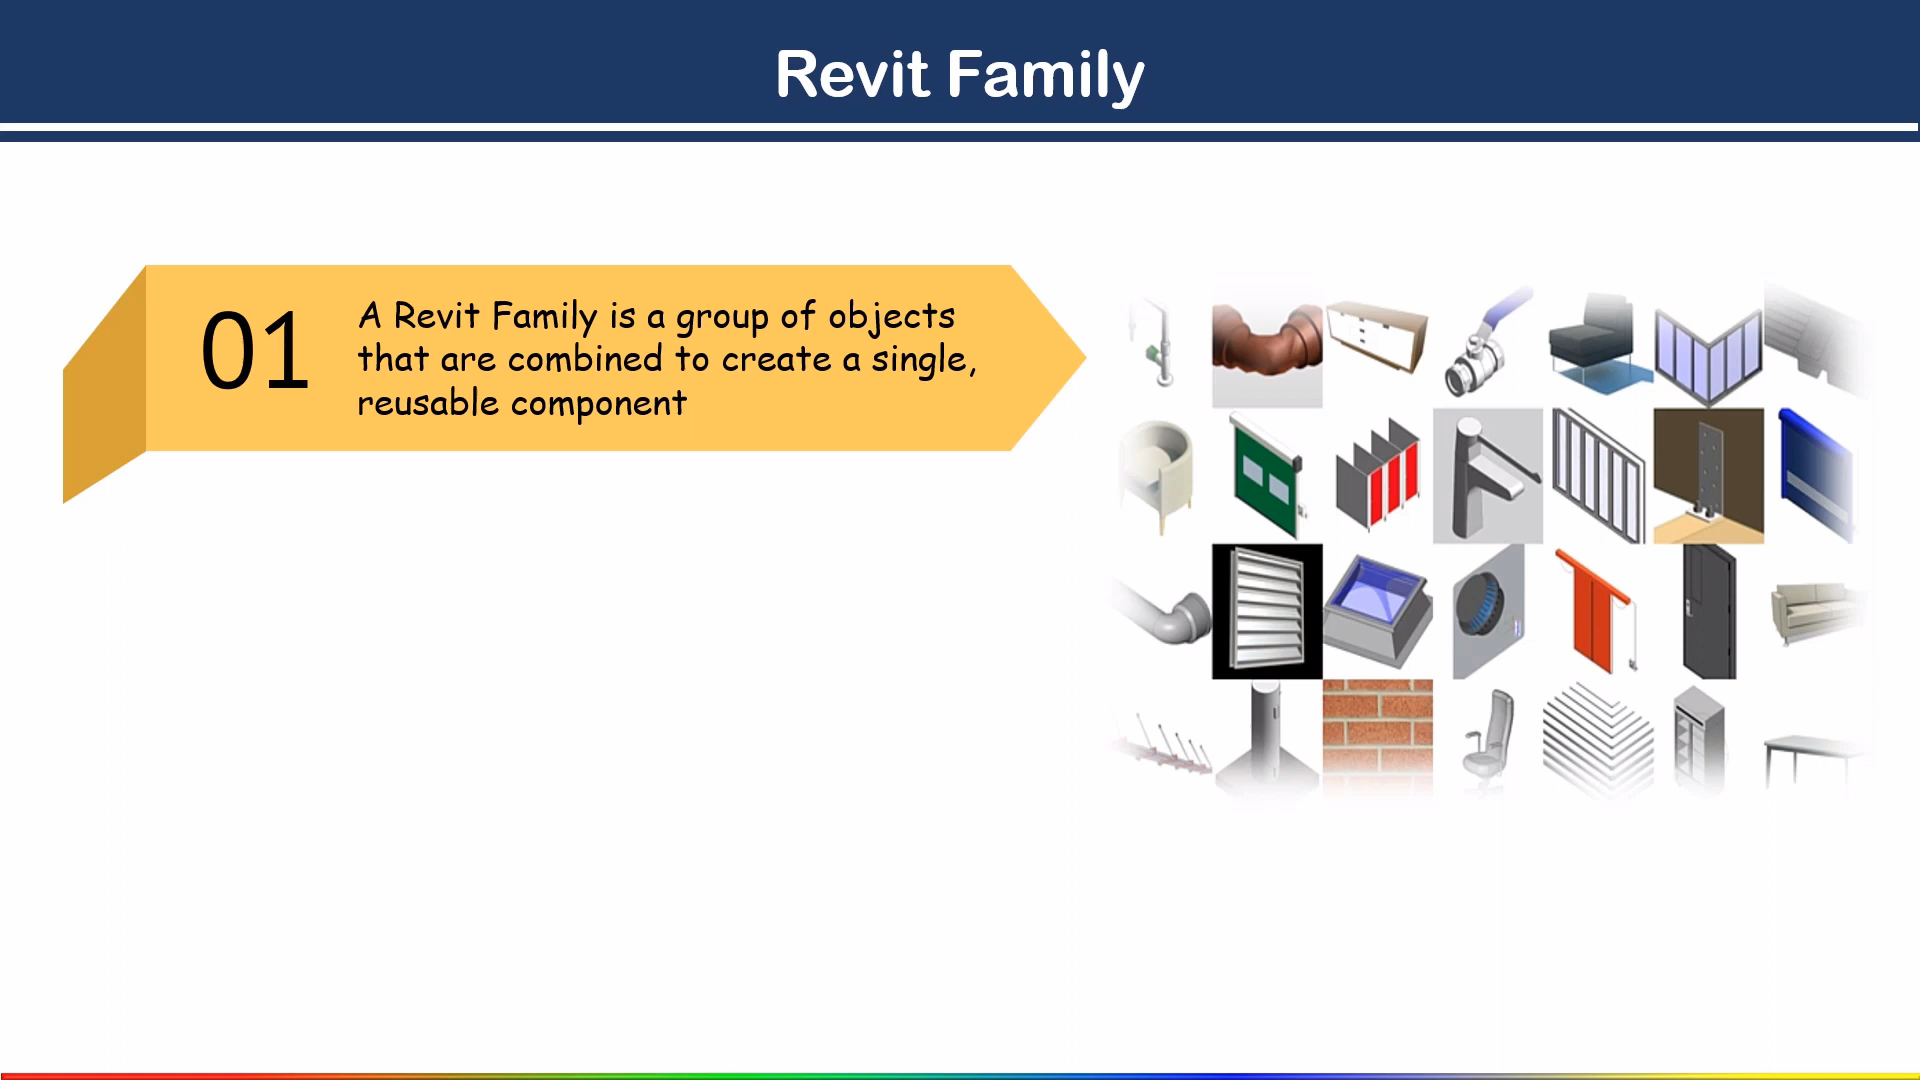 Revit Family
01
A Revit Family is a group of objects
that are combined to create a single,
reusable component